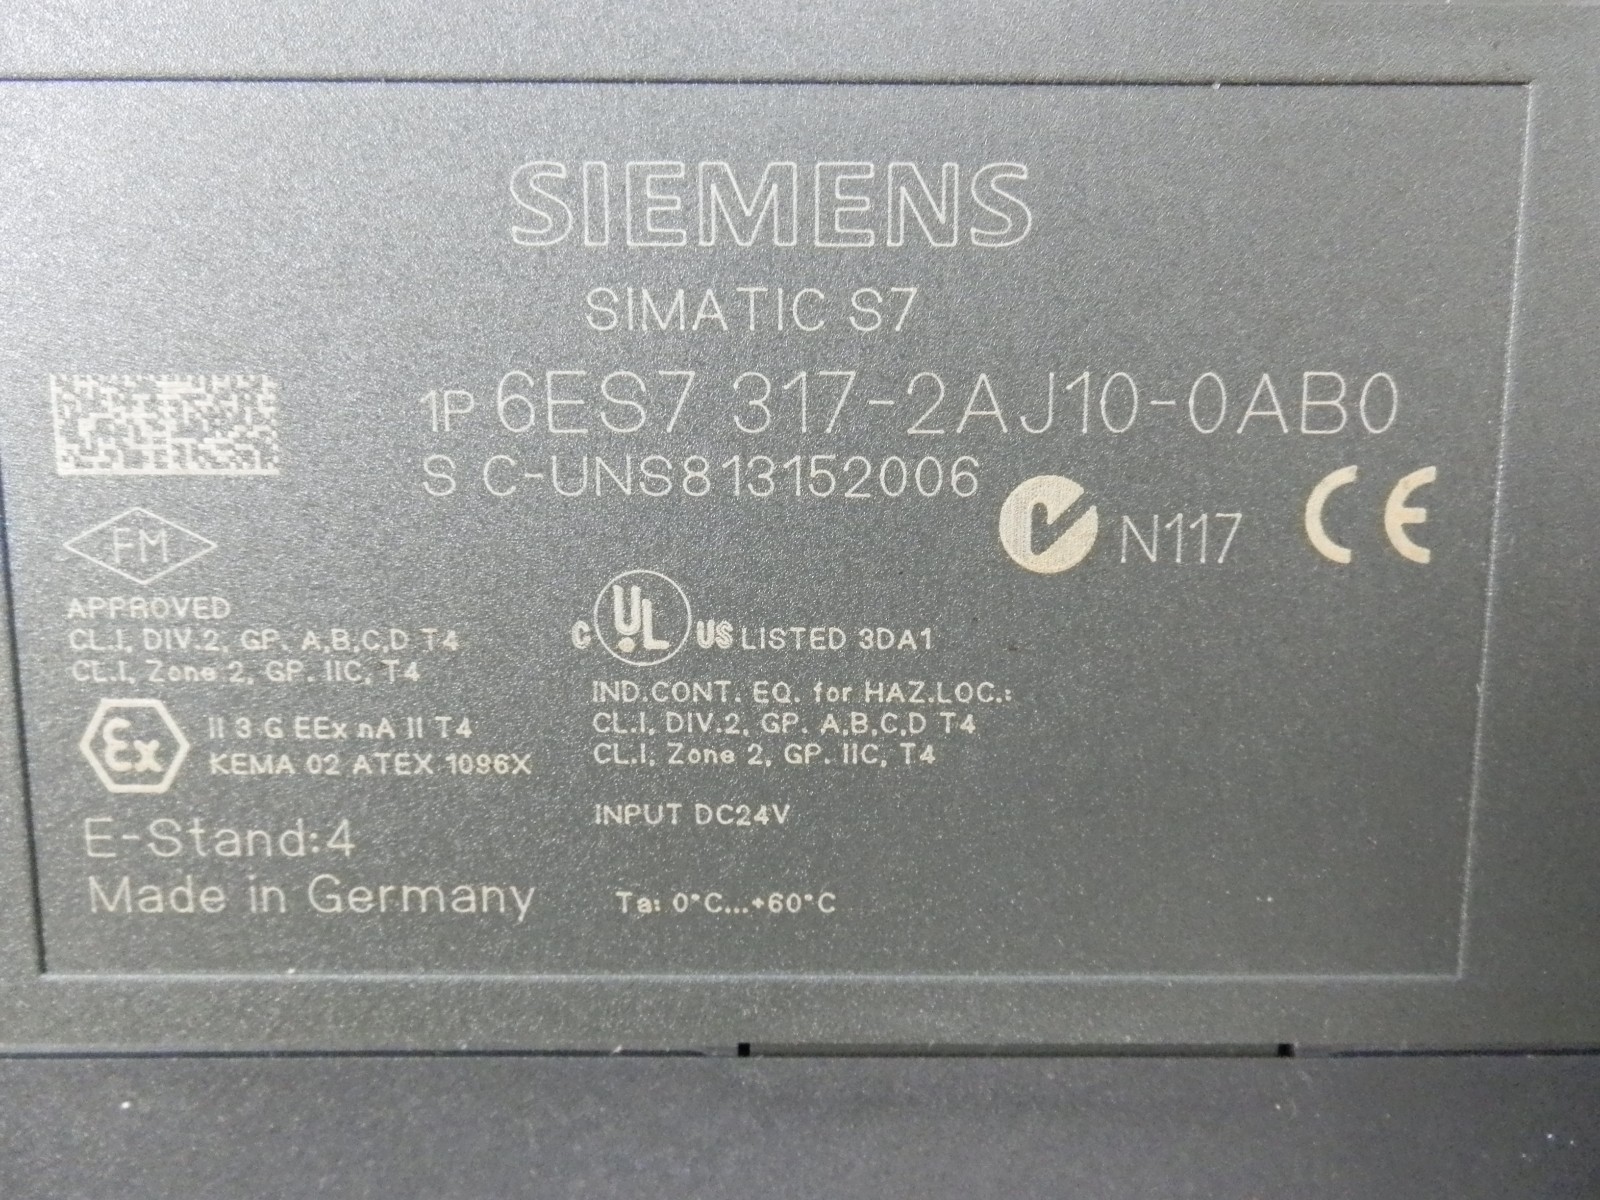 SIEMENS
SIMATIC S7
1P 6ES7 317-2AJ10-0AB0
S C-UNS813152006
N117 CE
FM
APPROVED
CL.I, DIV.2, GP. A,B,C,D T4
CL.I, Zone 2, GP. IIC, T4
Ex II 3 G EEx nA II T4
KEMA 02 ATEX 1096X
E-Stand:4
Made in Germany
C UL US LISTED 3DA1
IND.CONT. EQ. for HAZ.LOC.:
CL.I, DIV.2, GP. A,B,C,D T4
CL.I, Zone 2, GP. IIC, T4
INPUT DC24V
Ta: 0°C...+60°C